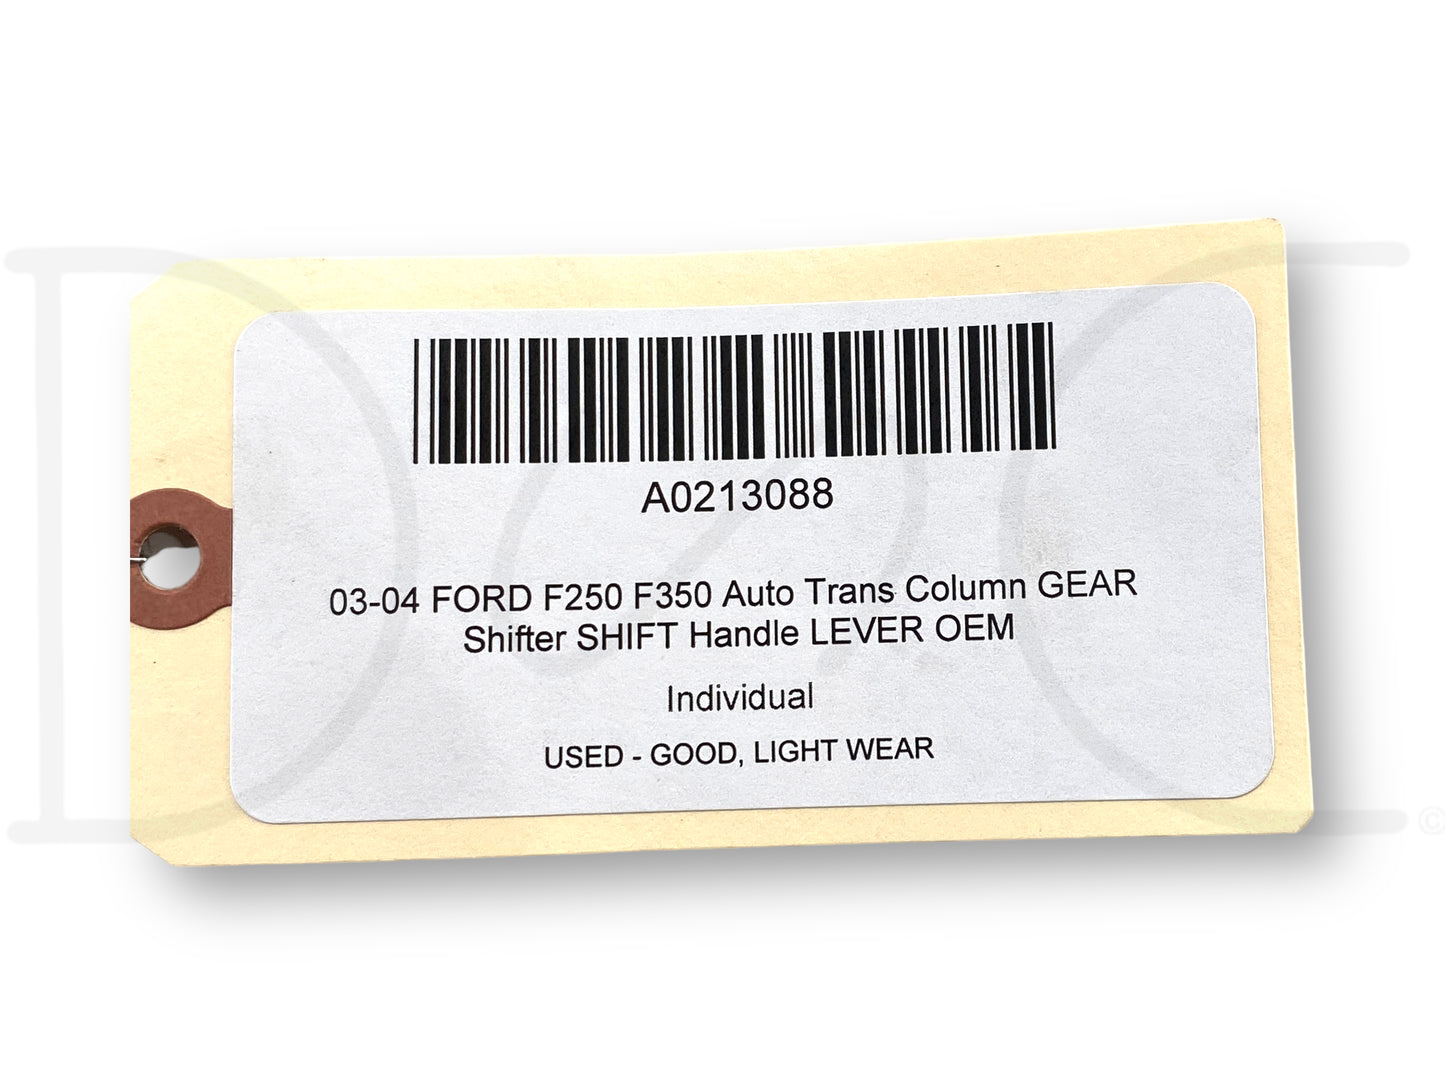 A0213088
03-04 FORD F250 F350 Auto Trans Column GEAR
Shifter SHIFT Handle LEVER OEM
Individual
USED - GOOD, LIGHT WEAR
©